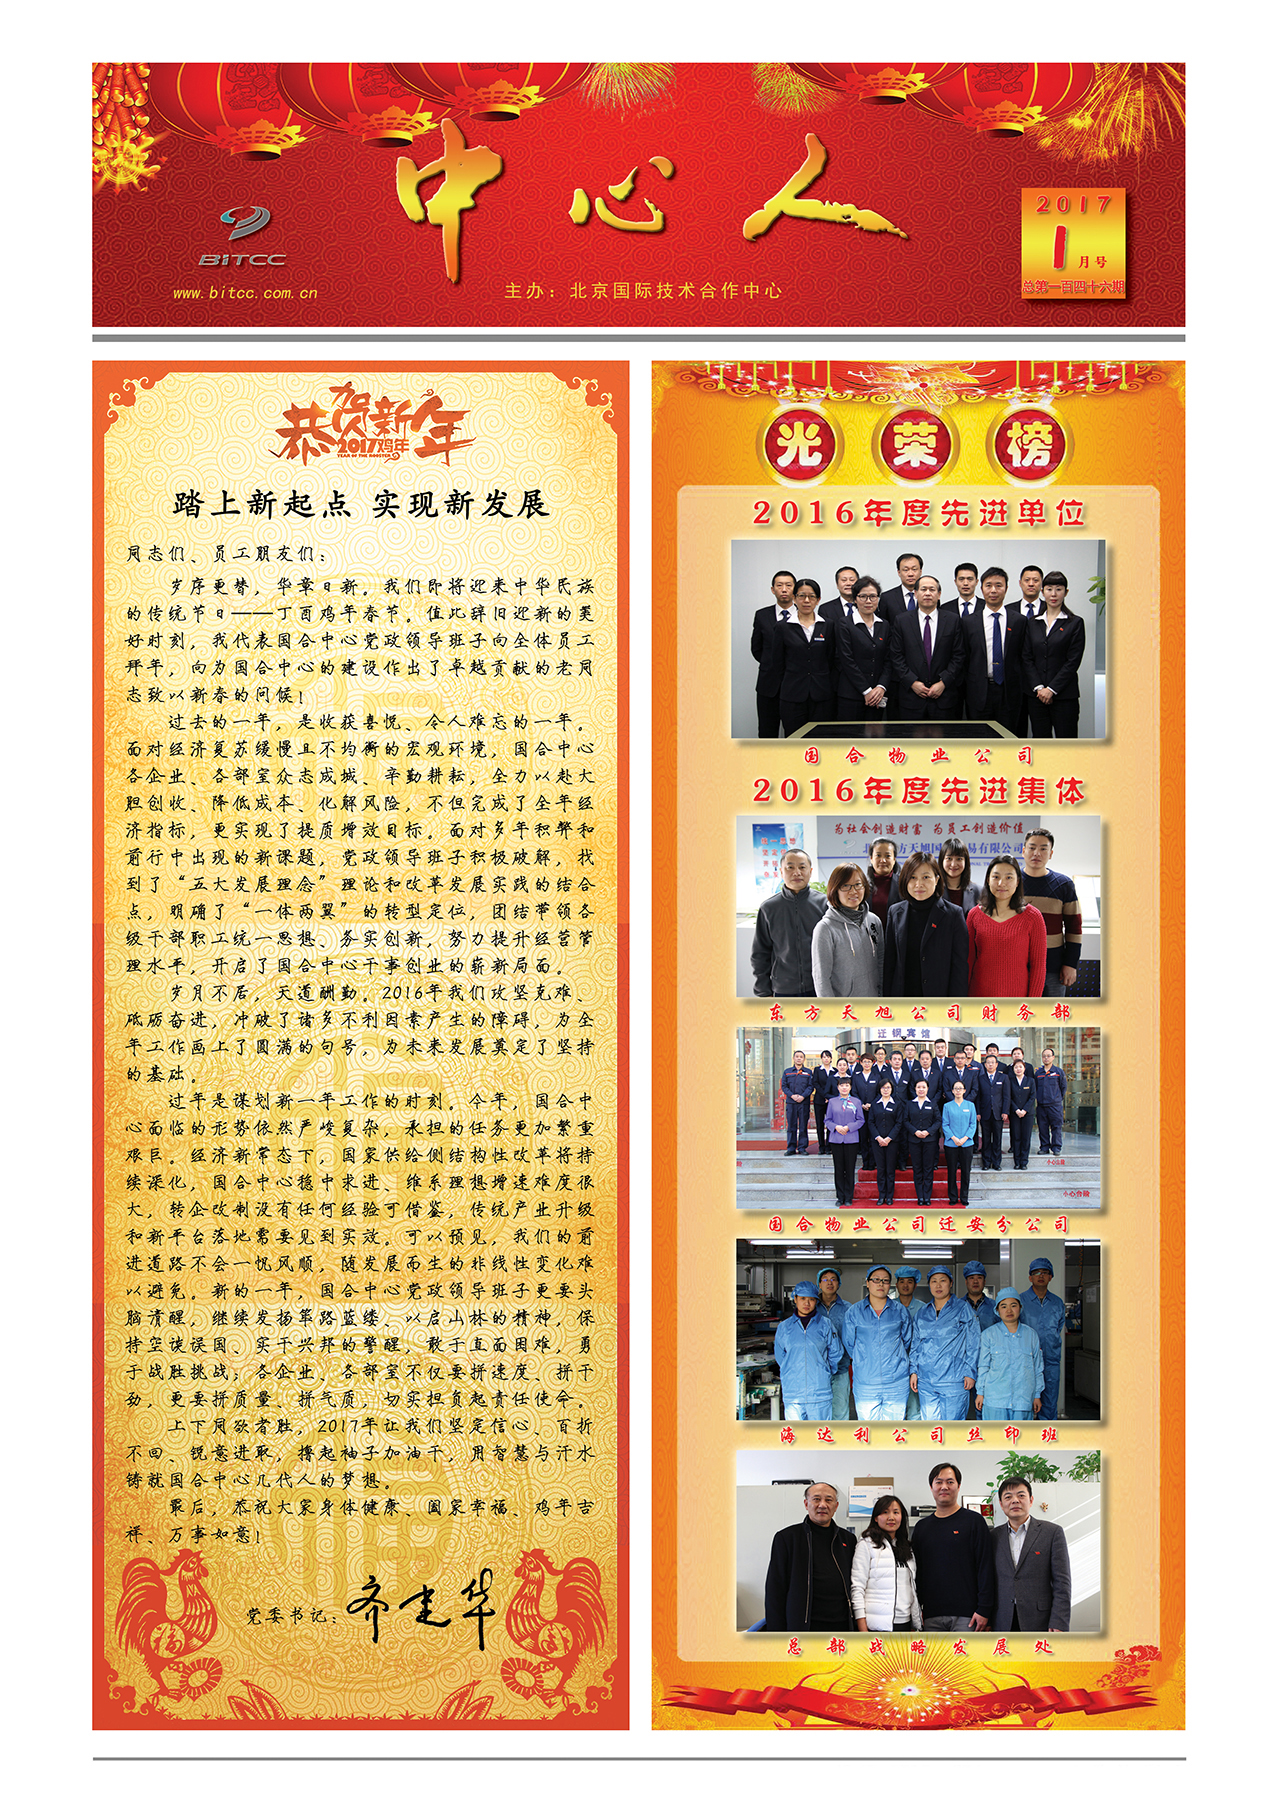 中心人
BITCC
www.bitcc.com.cn
主办：北京国际技术合作中心
2017
1月号
总第一百四十六期
恭贺新年
2017鸡年
YEAR OF THE ROOSTER
踏上新起点 实现新发展
同志们、员工朋友们：
岁序更替，华章日新。我们即将迎来中华民族
的传统节日——丁酉鸡年春节。值此辞旧迎新的美
好时刻，我代表国合中心党政领导班子向全体员工
拜年，向为国合中心的建设作出了卓越贡献的老同
志致以新春的问候！
过去的一年，是收获喜悦、令人难忘的一年。
面对经济复苏缓慢且不均衡的宏观环境，国合中心
各企业、各部室众志成城、辛勤耕耘，全力以赴大
胆创收、降低成本、化解风险，不但完成了全年经
济指标，更实现了提质增效目标。面对多年积弊和
前行中出现的新课题，党政领导班子积极破解，找
到了“五大发展理念”理论和改革发展实践的结合
点，明确了“一体两翼”的转型定位，团结带领各
级干部职工统一思想、务实创新，努力提升经营管
理水平，开启了国合中心干事创业的崭新局面。
岁月不居，天道酬勤。2016年我们攻坚克难、
砥砺奋进，冲破了诸多不利因素产生的障碍，为全
年工作画上了圆满的句号，为未来发展奠定了坚持
的基础。
过年是谋划新一年工作的时刻。今年，国合中
心面临的形势依然严峻复杂，承担的任务更加繁重
艰巨。经济新常态下，国家供给侧结构性改革将持
续深化，国合中心稳中求进、维系理想增速难度很
大，转企改制没有任何经验可借鉴，传统产业升级
和新平台落地需要见到实效。可以预见，我们的前
进道路不会一帆风顺，随发展而生的非线性变化难
以避免。新的一年，国合中心党政领导班子更要头
脑清醒，继续发扬筚路蓝缕、以启山林的精神，保
持空谈误国、实干兴邦的警醒，敢于直面困难，勇
于战胜挑战；各企业、各部室不仅要拼速度、拼干
劲，更要拼质量、拼气质，切实担负起责任使命。
上下同欲者胜，2017年让我们坚定信心、百折
不回、锐意进取，撸起袖子加油干，用智慧与汗水
铸就国合中心几代人的梦想。
最后，恭祝大家身体健康、阖家幸福、鸡年吉
祥、万事如意！
党委书记：齐建华
光荣榜
2016年度先进单位
国合物业公司
2016年度先进集体
为社会创造财富 为员工创造价值
东方天旭公司财务部
迁钢宾馆
小心台阶
小心台阶
国合物业公司迁安分公司
海达利公司丝印班
总部战略发展处